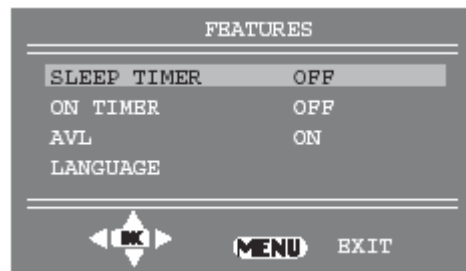 FEATURES
SLEEP TIMER OFF
ON TIMER OFF
AVL ON
LANGUAGE
OK MENU EXIT